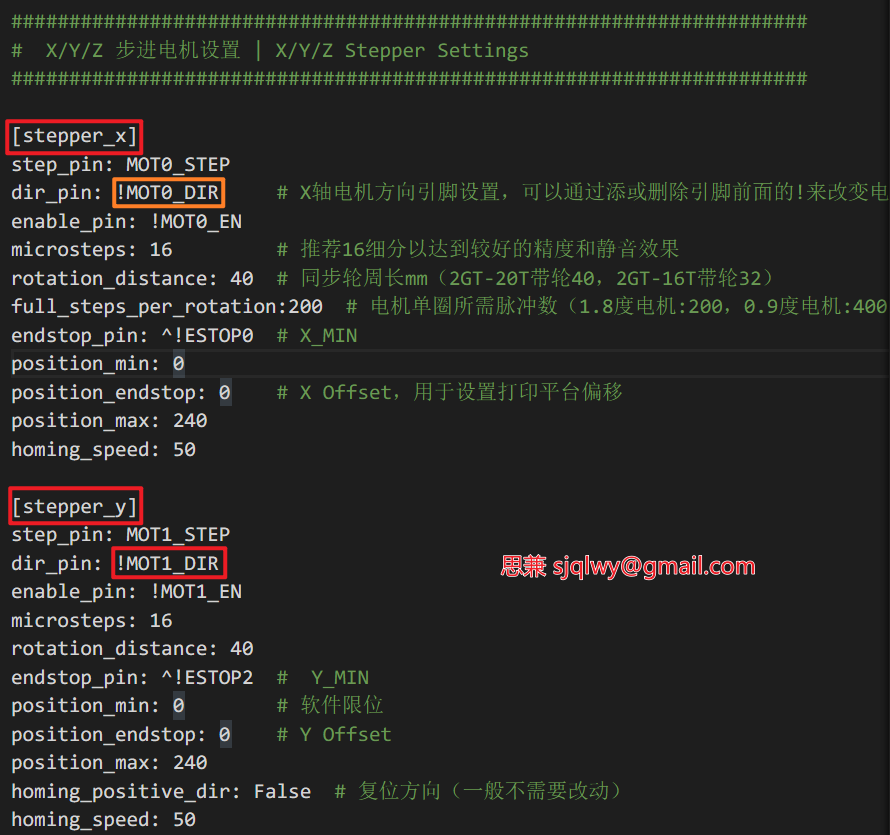 ####################################################################
#  X/Y/Z 步进电机设置 | X/Y/Z Stepper Settings
####################################################################
[stepper_x]
step_pin: MOT0_STEP
dir_pin: !MOT0_DIR     # X轴电机方向引脚设置，可以通过添或删除引脚前面的!来改变电
enable_pin: !MOT0_EN
microsteps: 16         # 推荐16细分以达到较好的精度和静音效果
rotation_distance: 40  # 同步轮周长mm（2GT-20T带轮40，2GT-16T带轮32）
full_steps_per_rotation:200  # 电机单圈所需脉冲数（1.8度电机:200，0.9度电机:400
endstop_pin: ^!ESTOP0  # X_MIN
position_min: 0
position_endstop: 0    # X Offset，用于设置打印平台偏移
position_max: 240
homing_speed: 50
[stepper_y]
step_pin: MOT1_STEP
dir_pin: !MOT1_DIR
思兼 sjqlwy@gmail.com
enable_pin: !MOT1_EN
microsteps: 16
rotation_distance: 40
endstop_pin: ^!ESTOP2  #  Y_MIN
position_min: 0        # 软件限位
position_endstop: 0    # Y Offset
position_max: 240
homing_positive_dir: False  # 复位方向（一般不需要改动）
homing_speed: 50